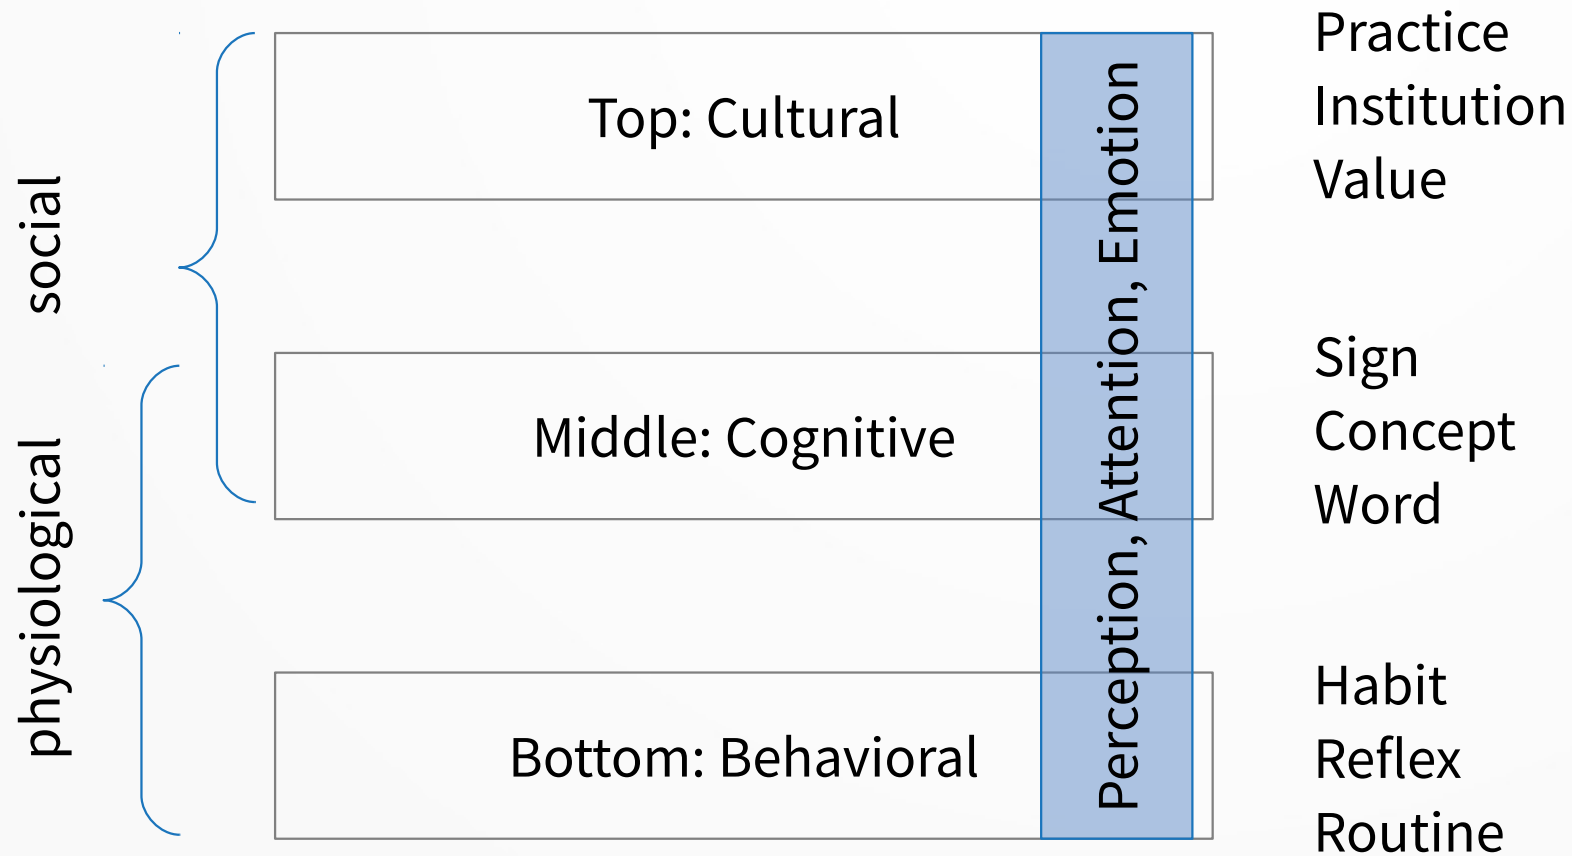 social
physiological
Top: Cultural
Middle: Cognitive
Bottom: Behavioral
Perception, Attention, Emotion
Practice
Institution
Value
Sign
Concept
Word
Habit
Reflex
Routine